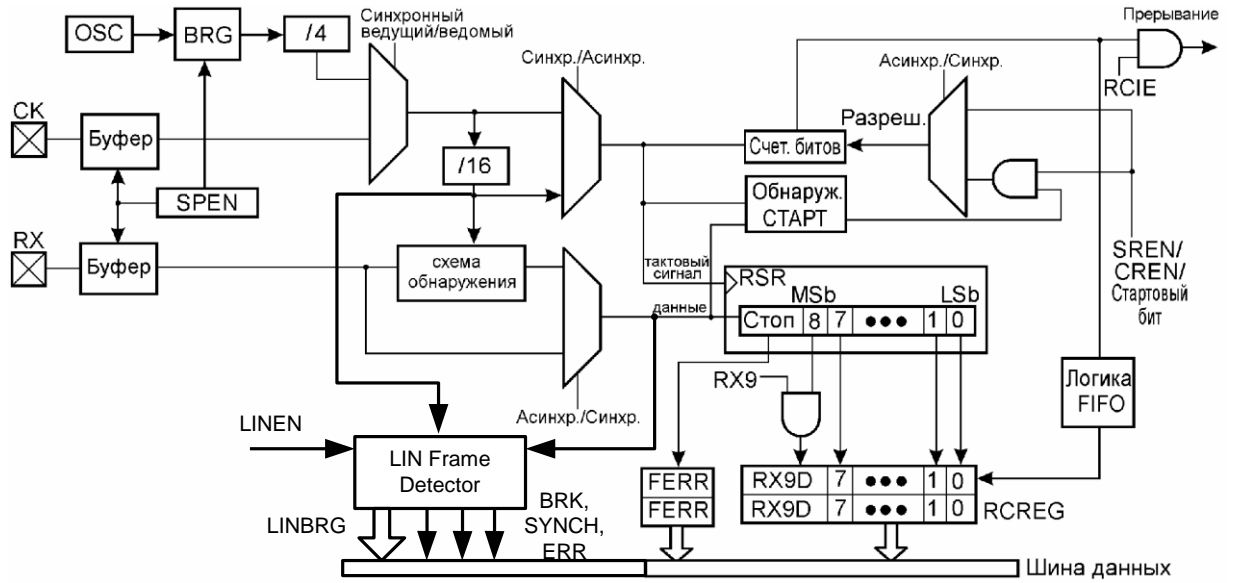 OSC
BRG
/4
Синхронный
ведущий/ведомый
Синхр./Асинхр.
Асинхр./Синхр.
Прерывание
RCIE
CK
Буфер
/16
Разреш.
Счет. битов
SPEN
Обнаруж.
СТАРТ
RX
Буфер
схема
обнаружения
тактовый
сигнал
данные
RSR
MSb
LSb
Стоп 8 7 ●●● 1 0
SREN/
CREN/
Стартовый
бит
RX9
Логика
FIFO
Асинхр./Синхр.
LINEN
LIN Frame
Detector
LINBRG
BRK,
SYNCH,
ERR
FERR
FERR
RX9D 7 ●●● 1 0
RX9D 7 ●●● 1 0
RCREG
Шина данных